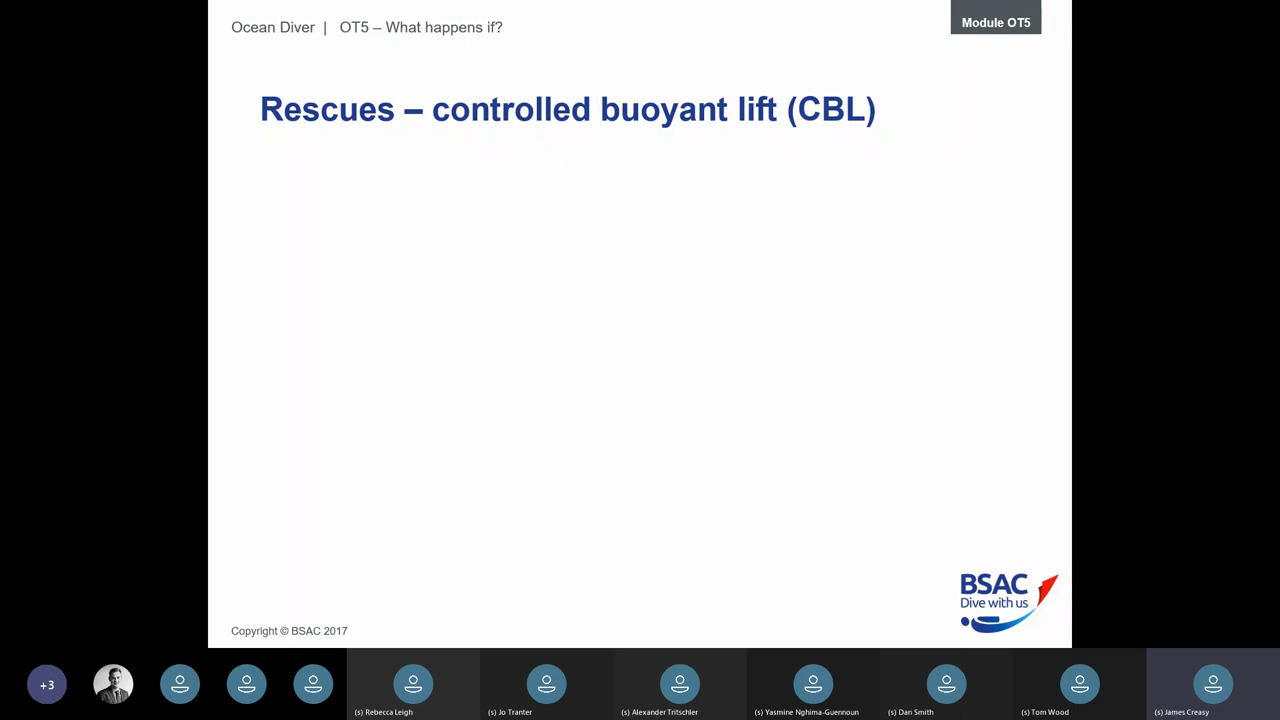 Ocean Diver | OT5 – What happens if?
Module OT5
Rescues – controlled buoyant lift (CBL)
BSAC
Dive with us
Copyright © BSAC 2017
+3
(s) Rebecca Leigh
(s) Jo Tranter
(s) Alexander Tritschler
(s) Yasmine Nghima-Guennoun
(s) Dan Smith
(s) Tom Wood
(s) James Creasy